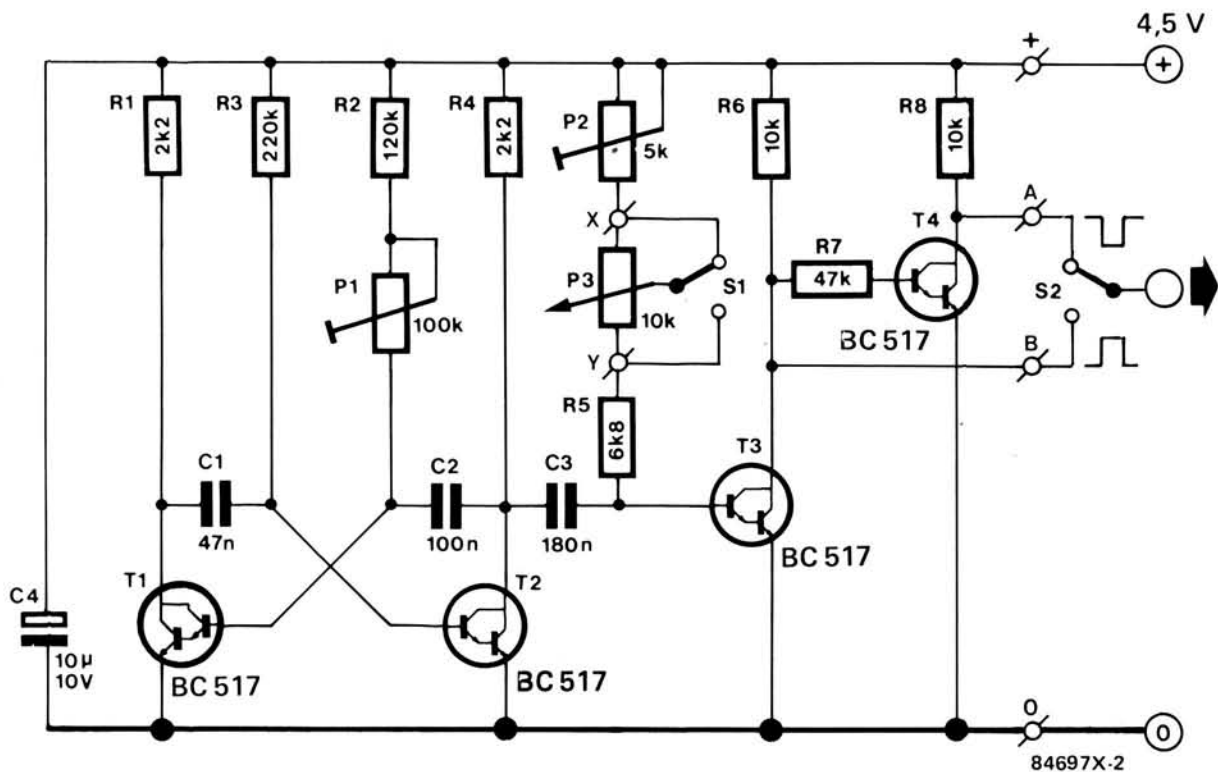 4,5 V
+
+
R1
2k2
R3
220k
R2
120k
R4
2k2
P2
5k
R6
10k
R8
10k
X
A
T4
P1
100k
P3
10k
S1
R7
47k
BC 517
S2
Y
B
R5
6k8
T3
C1
47n
C2
100n
C3
180n
BC 517
T1
T2
C4
10µ
10V
BC 517
BC 517
0
0
84697X-2